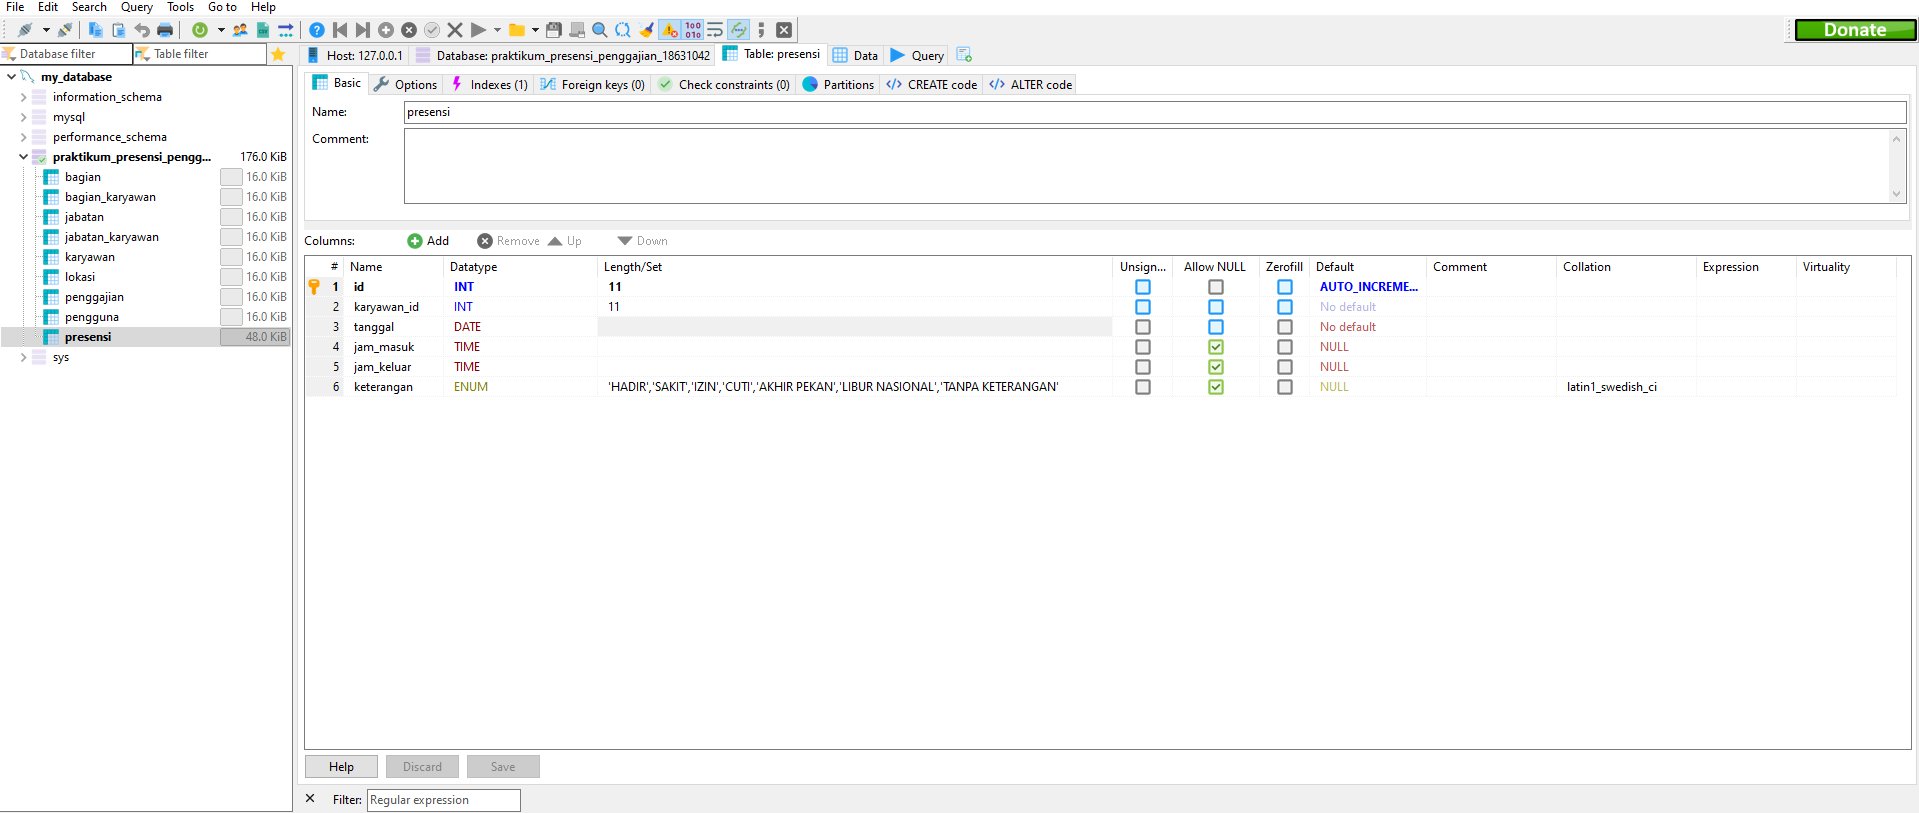 File Edit Search Query Tools Go to Help
Donate
Database filter Table filter
Host: 127.0.0.1 Database: praktikum_presensi_penggajian_18631042 Table: presensi Data Query
my_database
information_schema
mysql
performance_schema
praktikum_presensi_pengg... 176.0 KiB
bagian 16.0 KiB
bagian_karyawan 16.0 KiB
jabatan 16.0 KiB
jabatan_karyawan 16.0 KiB
karyawan 16.0 KiB
lokasi 16.0 KiB
penggajian 16.0 KiB
pengguna 16.0 KiB
presensi 48.0 KiB
sys
Basic Options Indexes (1) Foreign keys (0) Check constraints (0) Partitions CREATE code ALTER code
Name: presensi
Comment:
Columns: Add Remove Up Down
# Name Datatype Length/Set Unsign... Allow NULL Zerofill Default Comment Collation Expression Virtuality
1 id INT 11 AUTO_INCREME...
2 karyawan_id INT 11 No default
3 tanggal DATE No default
4 jam_masuk TIME NULL
5 jam_keluar TIME NULL
6 keterangan ENUM 'HADIR','SAKIT','IZIN','CUTI','AKHIR PEKAN','LIBUR NASIONAL','TANPA KETERANGAN' NULL latin1_swedish_ci
Help Discard Save
Filter: Regular expression